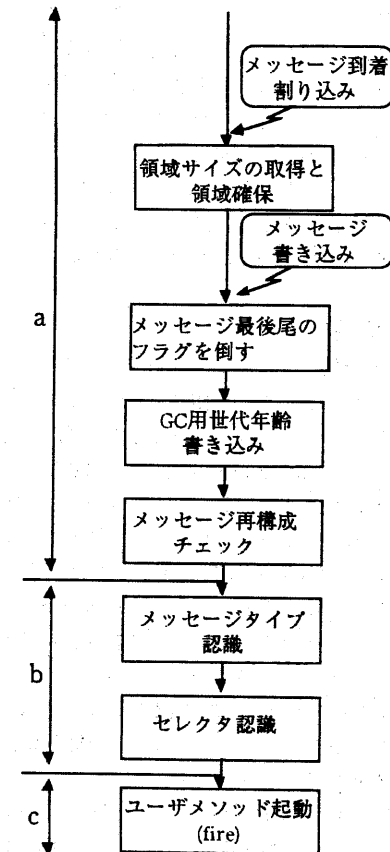 メッセージ到着
割り込み
領域サイズの取得と
領域確保
メッセージ
書き込み
a
メッセージ最後尾の
フラグを倒す
GC用世代年齢
書き込み
メッセージ再構成
チェック
b
メッセージタイプ
認識
セレクタ認識
c
ユーザメソッド起動
(fire)